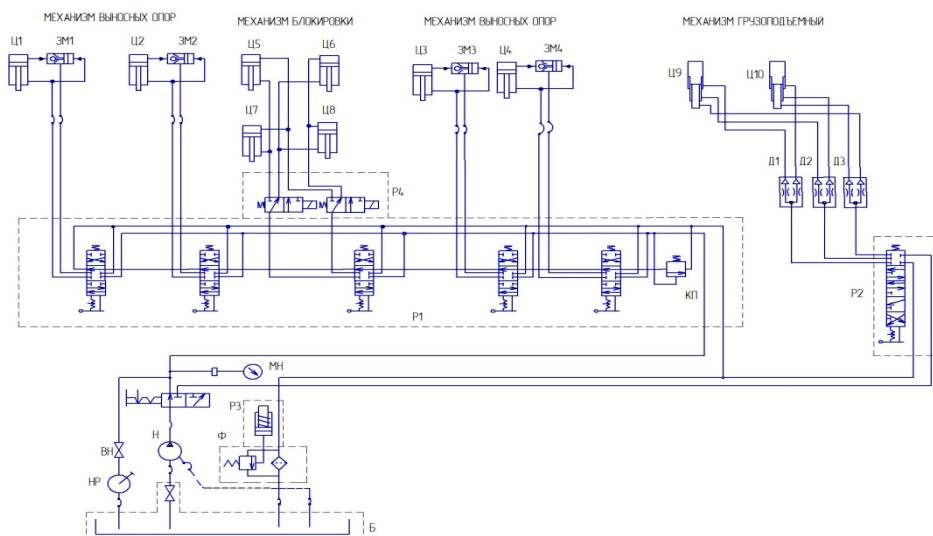 МЕХАНИЗМ ВЫНОСНЫХ ОПОР
МЕХАНИЗМ БЛОКИРОВКИ
МЕХАНИЗМ ВЫНОСНЫХ ОПОР
МЕХАНИЗМ ГРУЗОПОДЪЕМНЫЙ
Ц1 ЗМ1 Ц2 ЗМ2 Ц5 Ц6 Ц3 ЗМ3 Ц4 ЗМ4 Ц9 Ц10
Ц7 Ц8
Д1 Д2 Д3
Р4
КП
Р2
Р1
МН
Р3
Н Ф
ВН
НР
Б